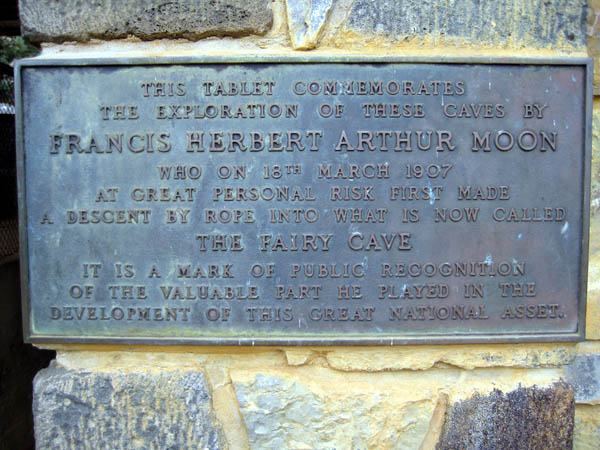 THIS TABLET COMMEMORATES
THE EXPLORATION OF THESE CAVES BY
FRANCIS HERBERT ARTHUR MOON
WHO ON 18TH MARCH 1907
AT GREAT PERSONAL RISK FIRST MADE
A DESCENT BY ROPE INTO WHAT IS NOW CALLED
THE FAIRY CAVE
IT IS A MARK OF PUBLIC RECOGNITION
OF THE VALUABLE PART HE PLAYED IN THE
DEVELOPMENT OF THIS GREAT NATIONAL ASSET.